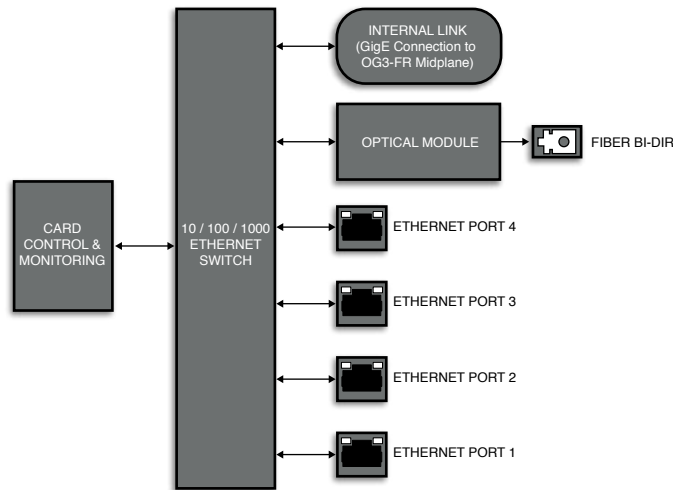 INTERNAL LINK
(GigE Connection to
OG3-FR Midplane)
OPTICAL MODULE
FIBER BI-DIR
CARD
CONTROL &
MONITORING
10 / 100 / 1000
ETHERNET
SWITCH
ETHERNET PORT 4
ETHERNET PORT 3
ETHERNET PORT 2
ETHERNET PORT 1